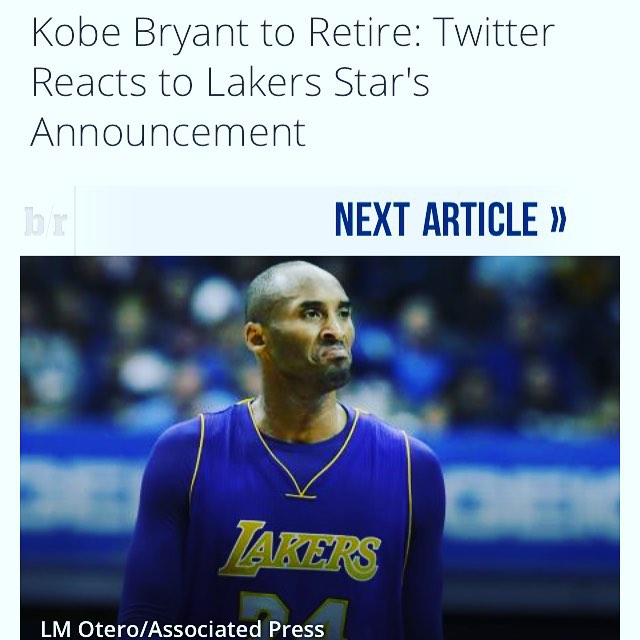 Kobe Bryant to Retire: Twitter
Reacts to Lakers Star's
Announcement
b/r
NEXT ARTICLE »
LAKERS
24
LM Otero/Associated Press